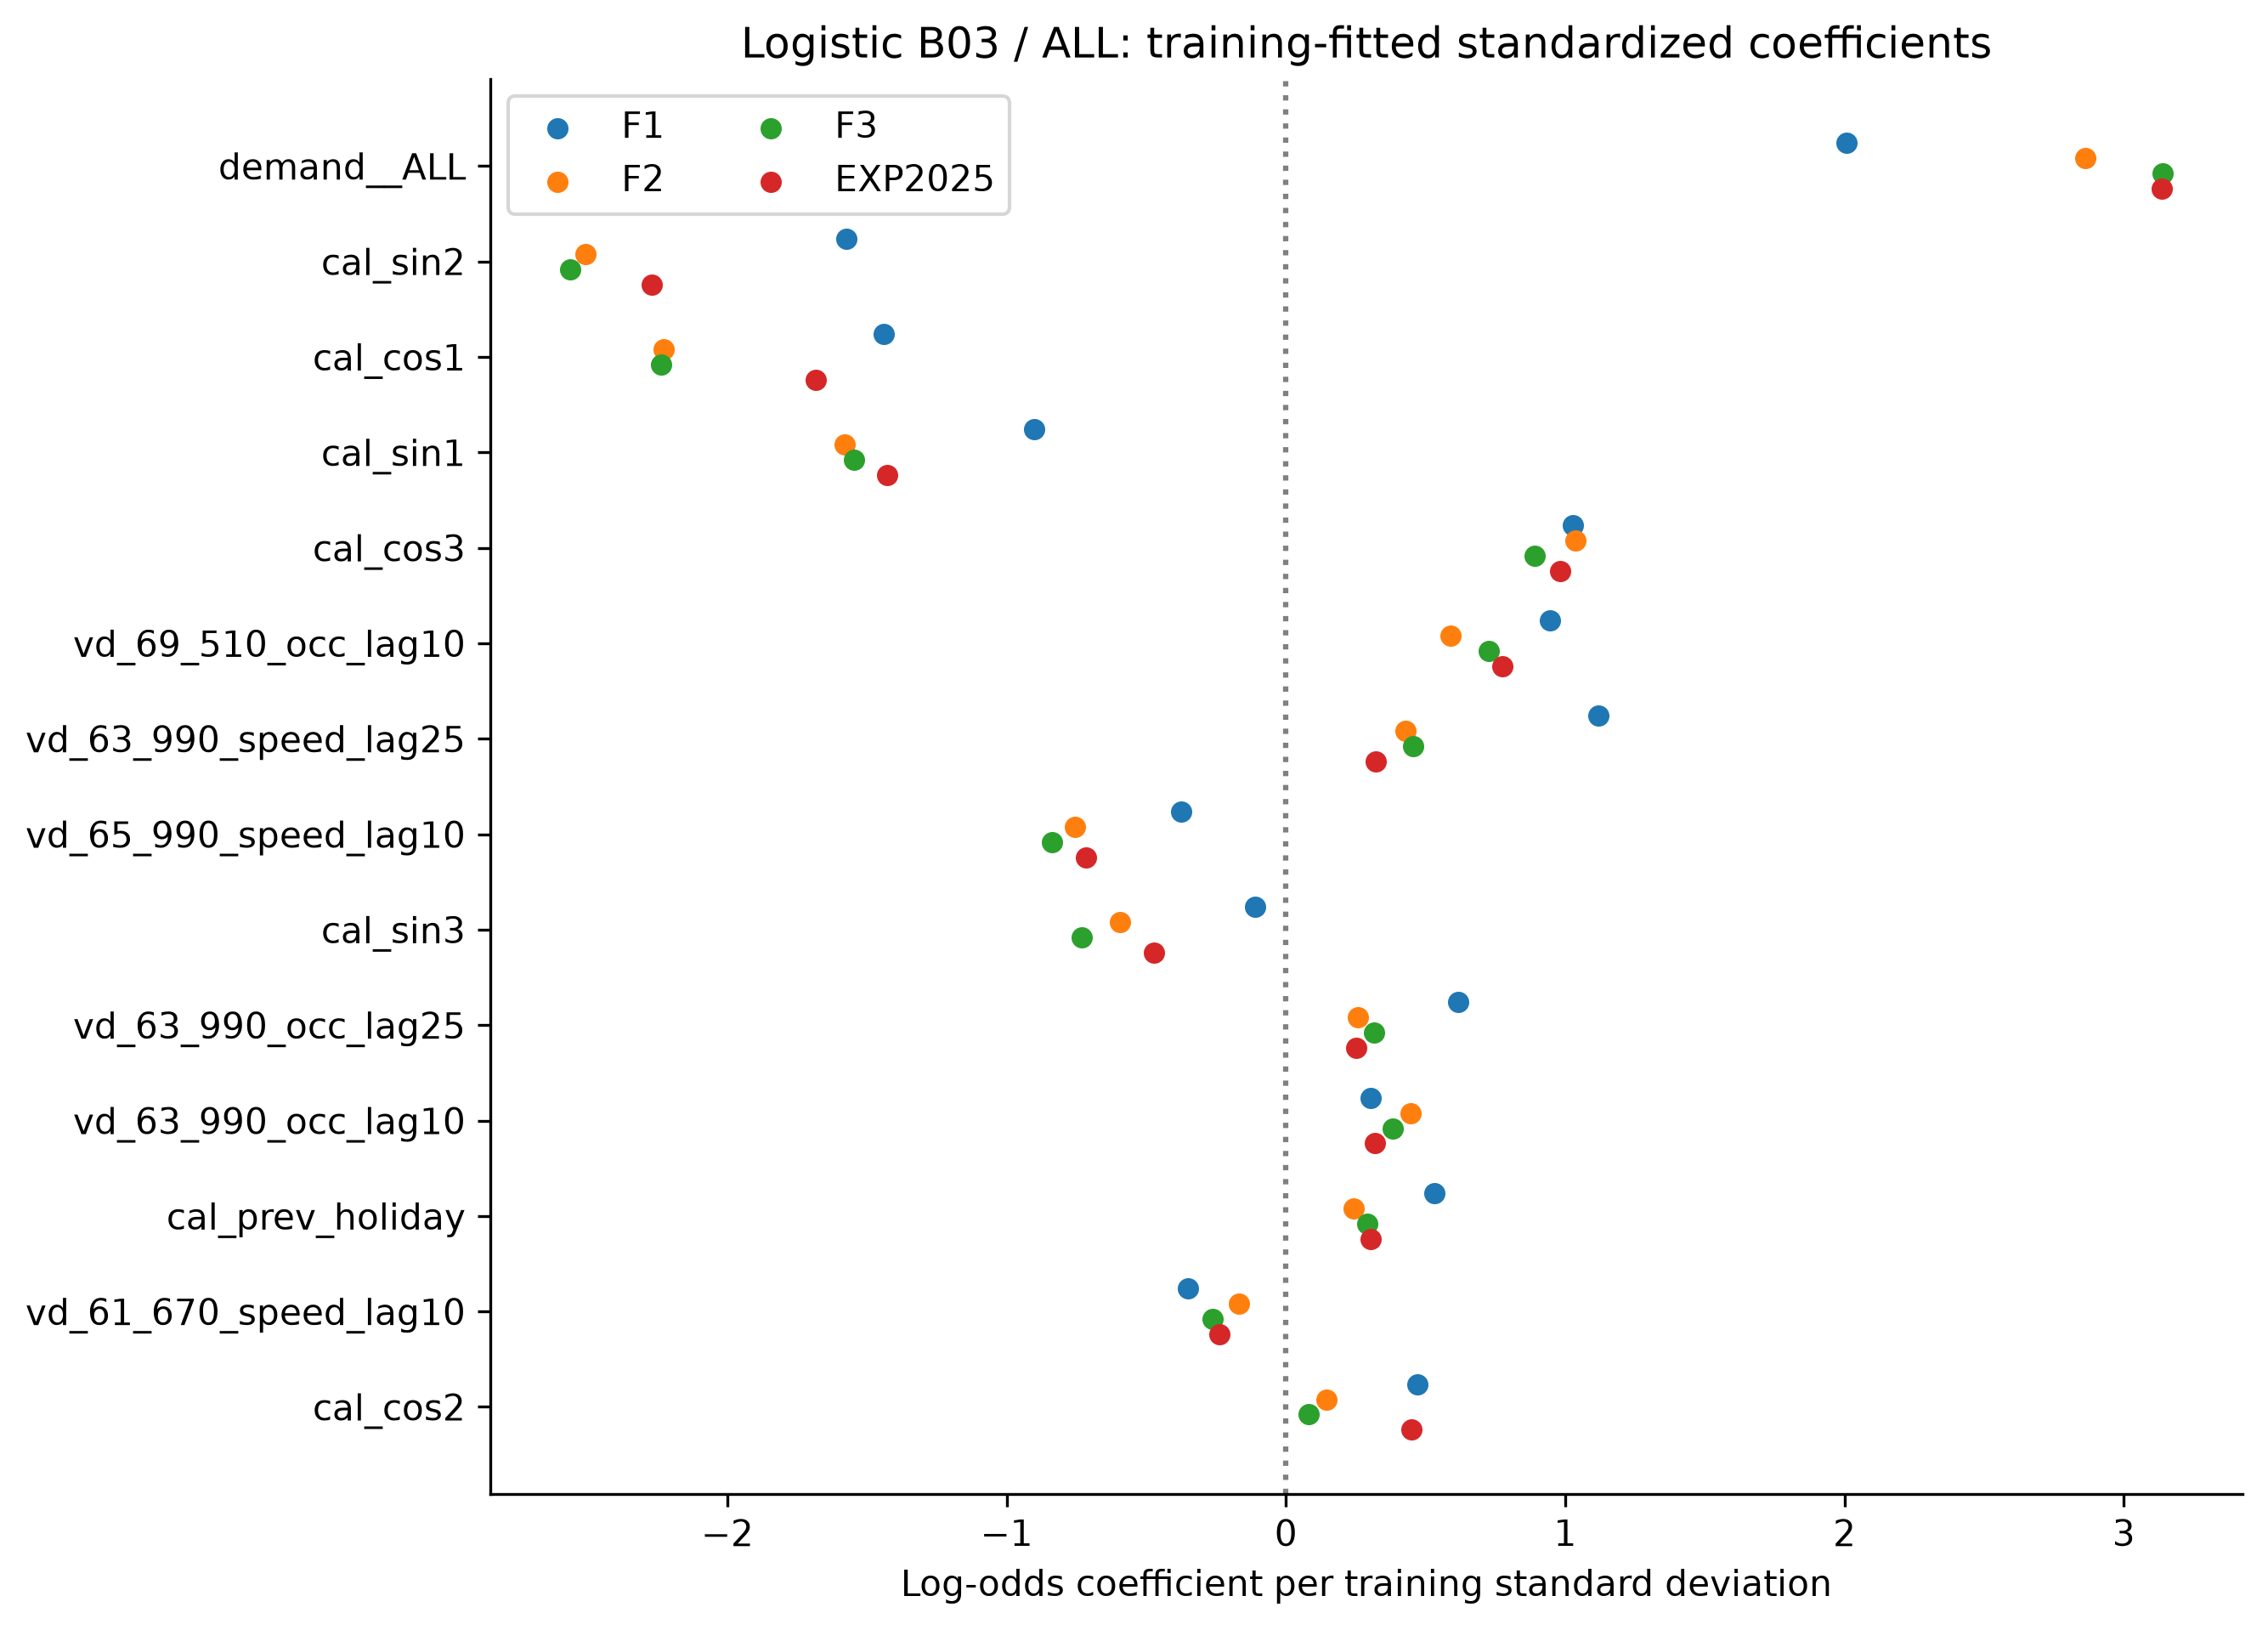 Logistic B03 / ALL: training-fitted standardized coefficients
F1
F2
F3
EXP2025
demand__ALL
cal_sin2
cal_cos1
cal_sin1
cal_cos3
vd_69_510_occ_lag10
vd_63_990_speed_lag25
vd_65_990_speed_lag10
cal_sin3
vd_63_990_occ_lag25
vd_63_990_occ_lag10
cal_prev_holiday
vd_61_670_speed_lag10
cal_cos2
−2
−1
0
1
2
3
Log-odds coefficient per training standard deviation